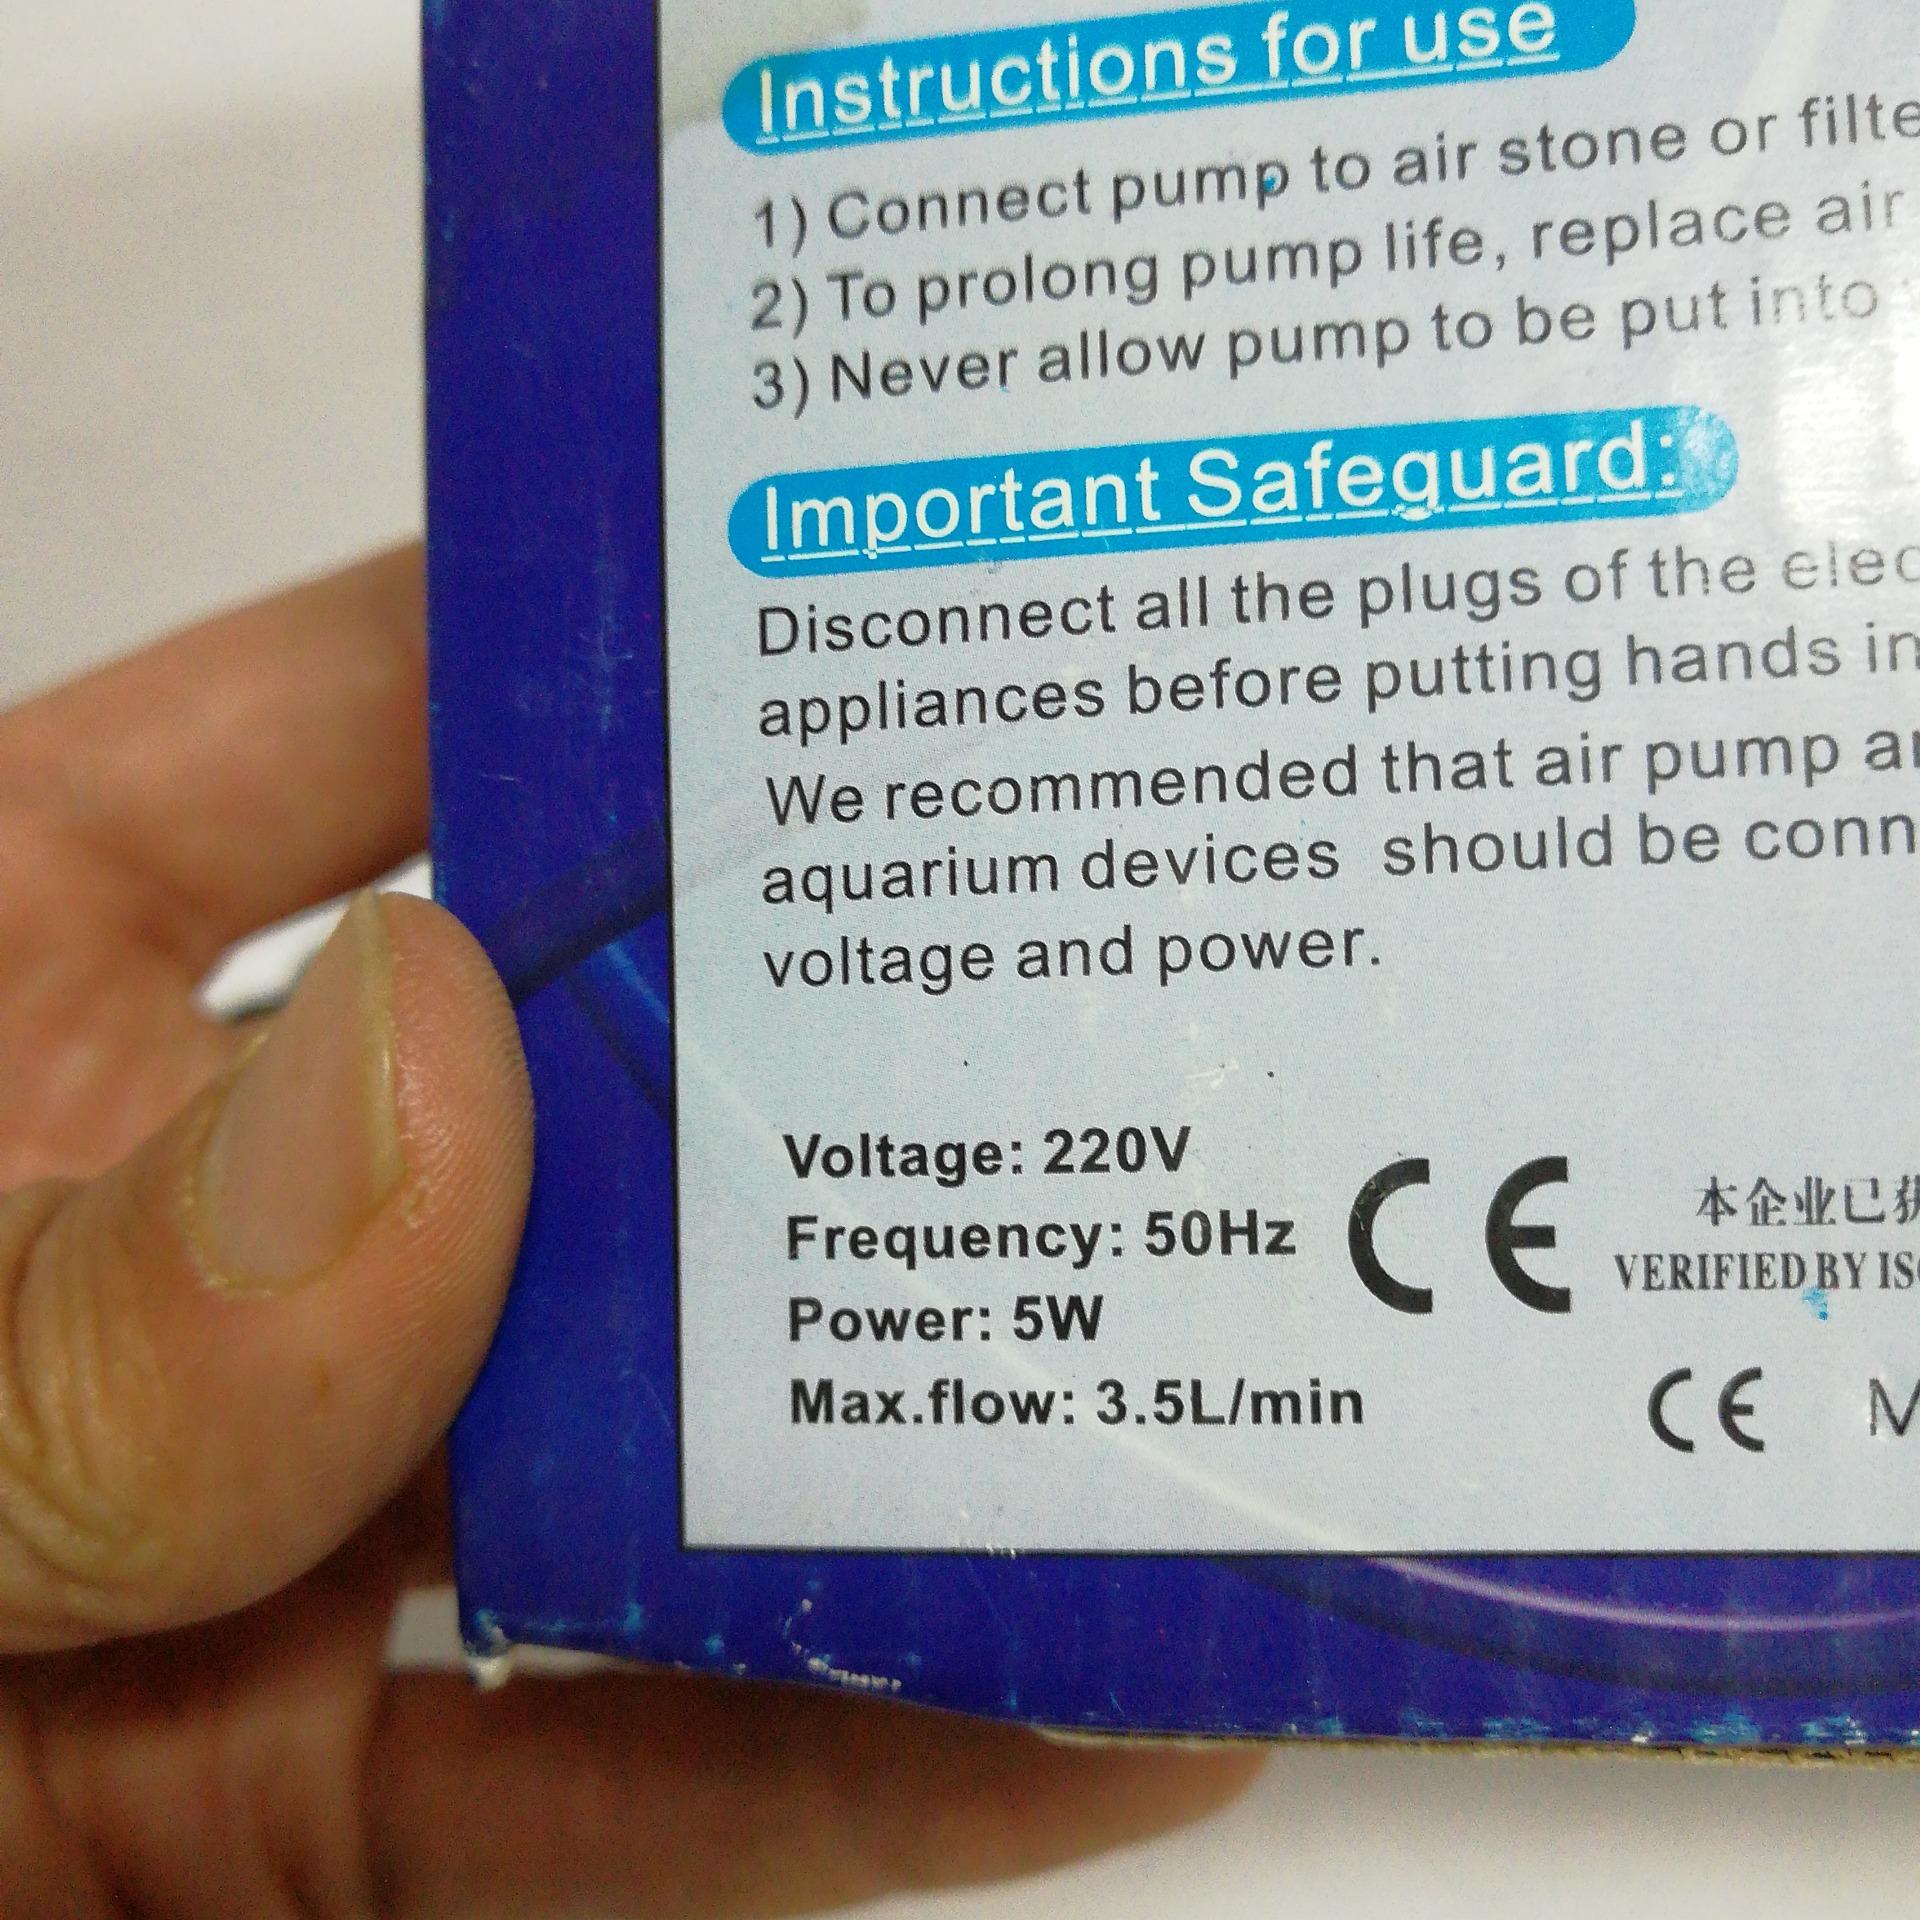 Instructions for use
1) Connect pump to air stone or filte
2) To prolong pump life, replace air
3) Never allow pump to be put into
Important Safeguard:
Disconnect all the plugs of the elec
appliances before putting hands in
We recommended that air pump a
aquarium devices should be conn
voltage and power.
Voltage: 220V
Frequency: 50Hz
Power: 5W
Max.flow: 3.5L/min
CE
本企业已
VERIFIED BY IS
CE M